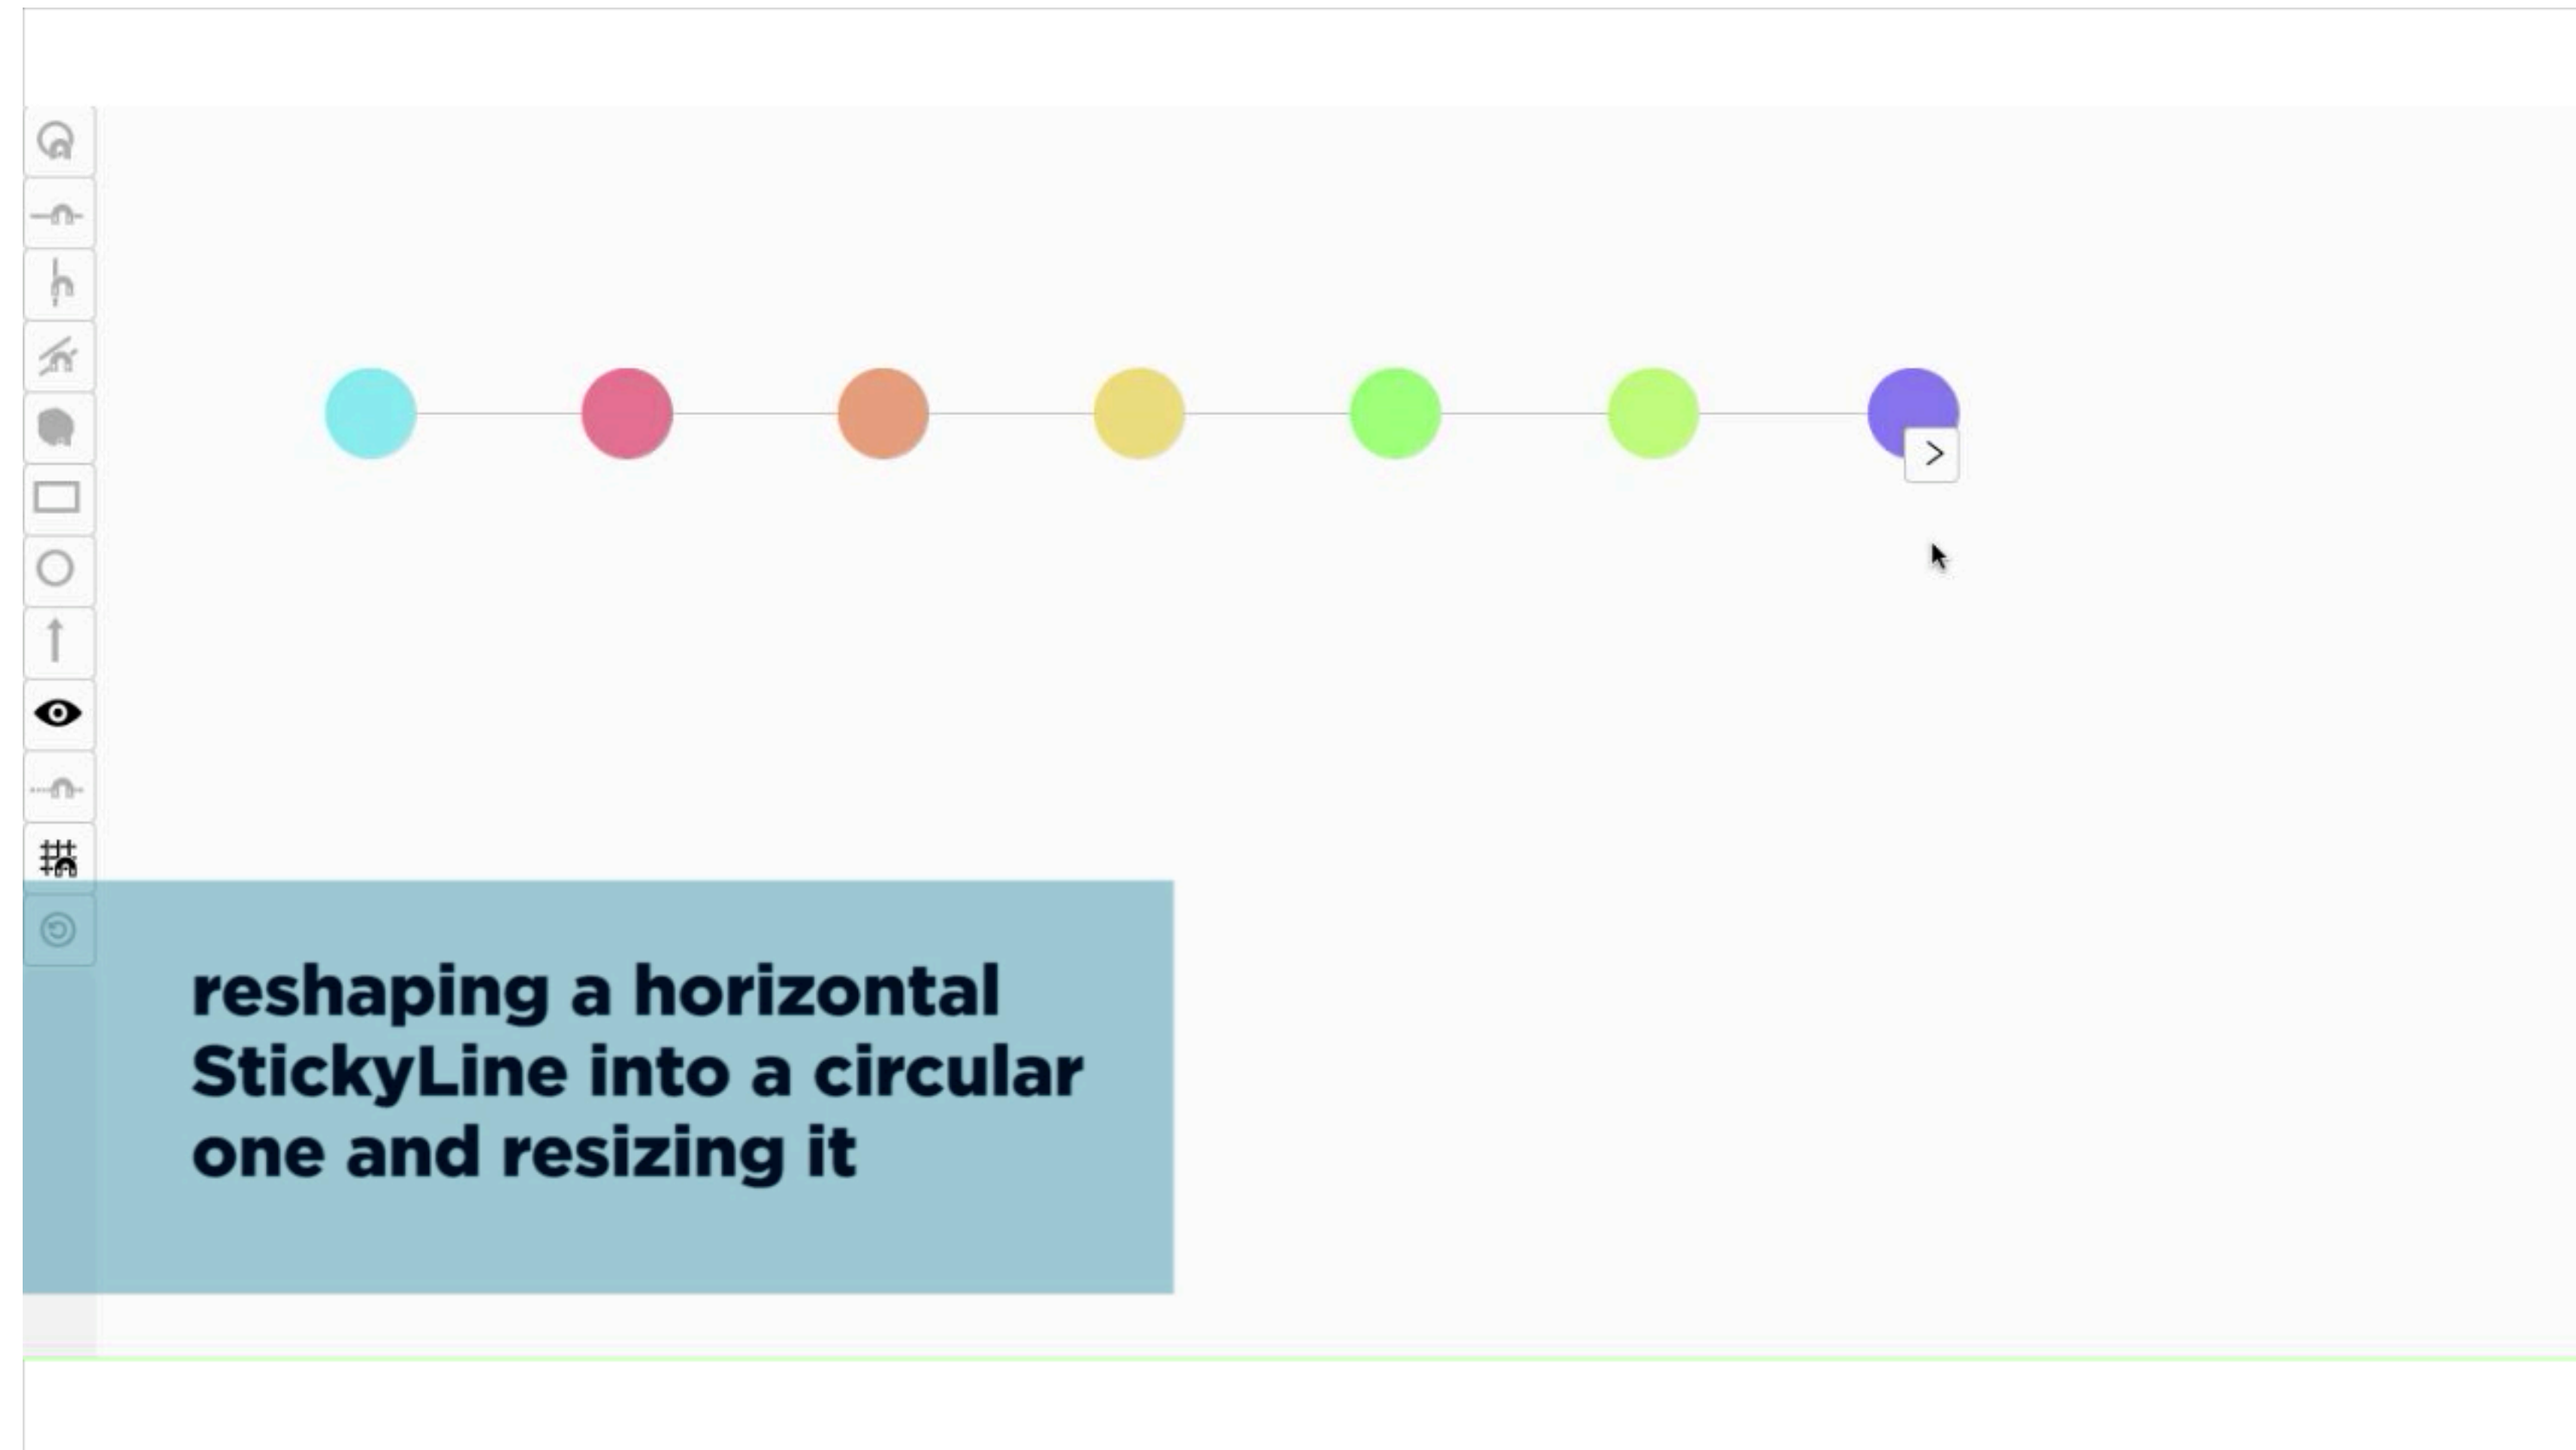 reshaping a horizontal
StickyLine into a circular
one and resizing it